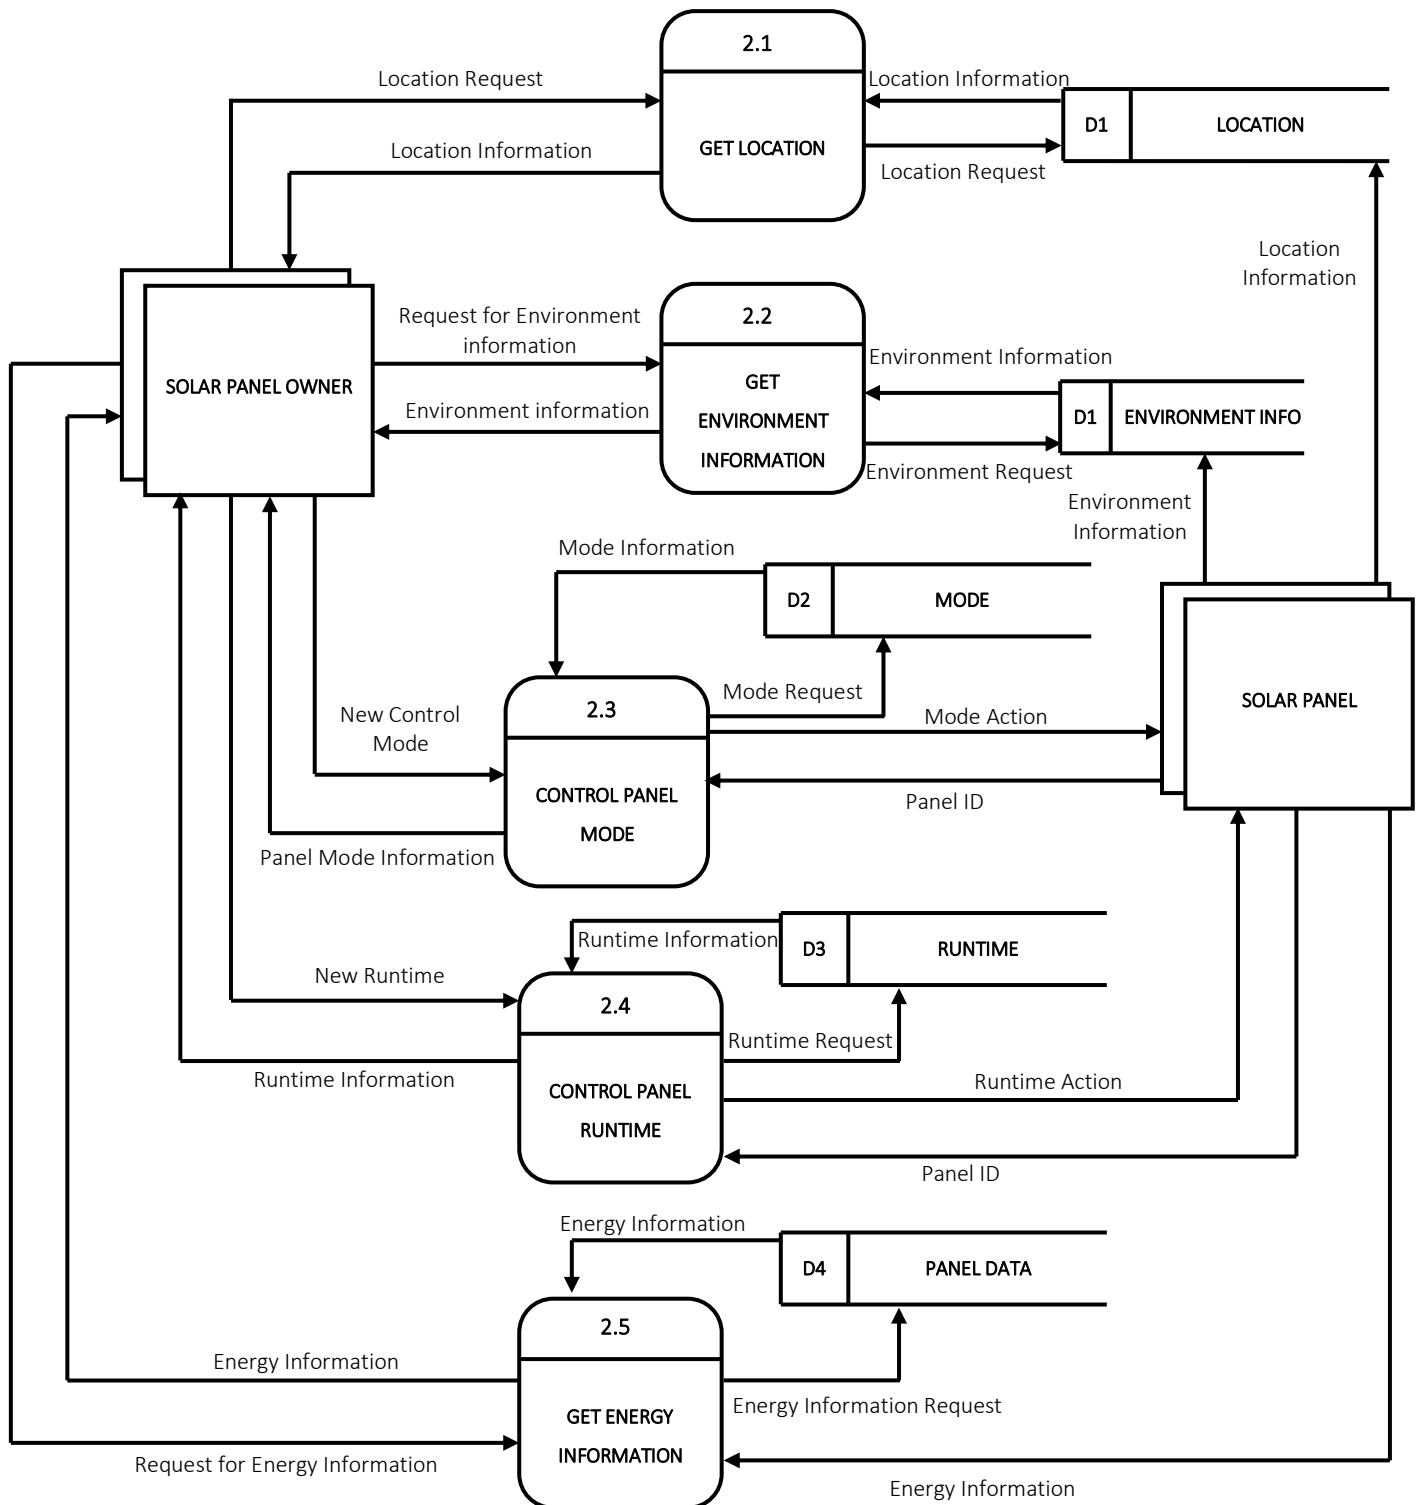 2.1
Location Request
Location Information
D1
LOCATION
GET LOCATION
Location Information
Location Request
Location
Information
2.2
Request for Environment
information
Environment Information
SOLAR PANEL OWNER
GET
ENVIRONMENT
INFORMATION
Environment information
D1
ENVIRONMENT INFO
Environment Request
Environment
Information
Mode Information
D2
MODE
2.3
Mode Request
New Control
Mode
Mode Action
SOLAR PANEL
CONTROL PANEL
MODE
Panel ID
Panel Mode Information
Runtime Information
D3
RUNTIME
New Runtime
2.4
Runtime Request
Runtime Information
CONTROL PANEL
RUNTIME
Runtime Action
Panel ID
Energy Information
D4
PANEL DATA
2.5
Energy Information
Energy Information Request
GET ENERGY
INFORMATION
Request for Energy Information
Energy Information